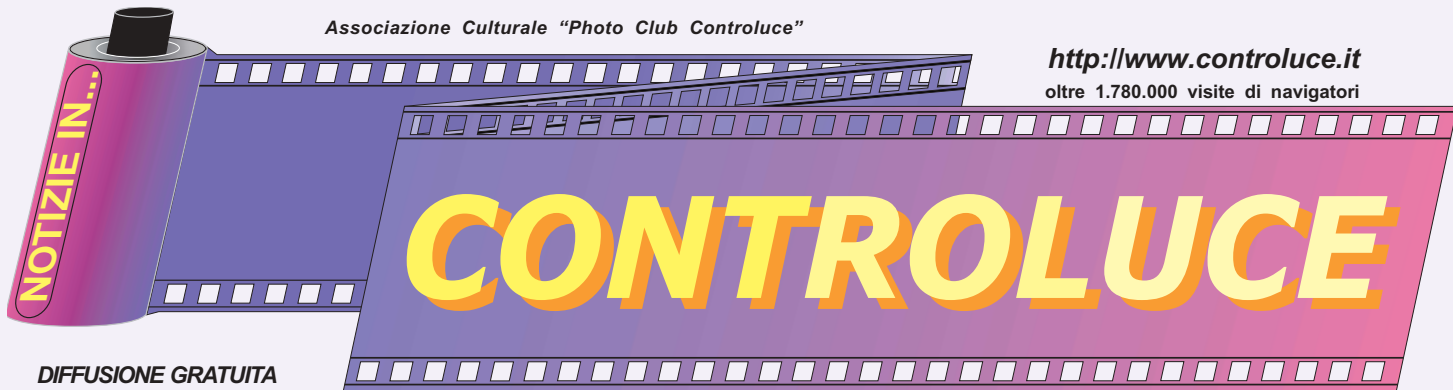 Associazione Culturale “Photo Club Controluce”
http://www.controluce.it
oltre 1.780.000 visite di navigatori
NOTIZIE IN...
CONTROLUCE
DIFFUSIONE GRATUITA